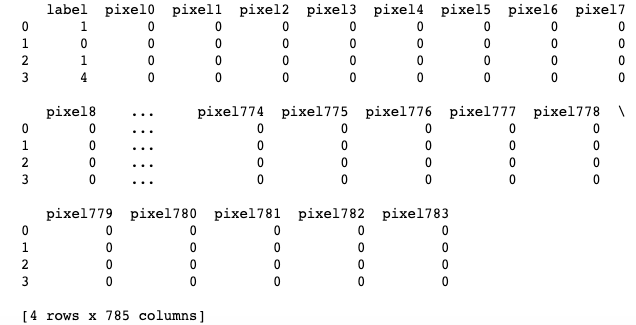 label  pixel0  pixel1  pixel2  pixel3  pixel4  pixel5  pixel6  pixel7
0      1       0       0       0       0       0       0       0       0
1      0       0       0       0       0       0       0       0       0
2      1       0       0       0       0       0       0       0       0
3      4       0       0       0       0       0       0       0       0
   pixel8    ...     pixel774  pixel775  pixel776  pixel777  pixel778  \
0       0    ...            0         0         0         0         0
1       0    ...            0         0         0         0         0
2       0    ...            0         0         0         0         0
3       0    ...            0         0         0         0         0
   pixel779  pixel780  pixel781  pixel782  pixel783
0         0         0         0         0         0
1         0         0         0         0         0
2         0         0         0         0         0
3         0         0         0         0         0
[4 rows x 785 columns]